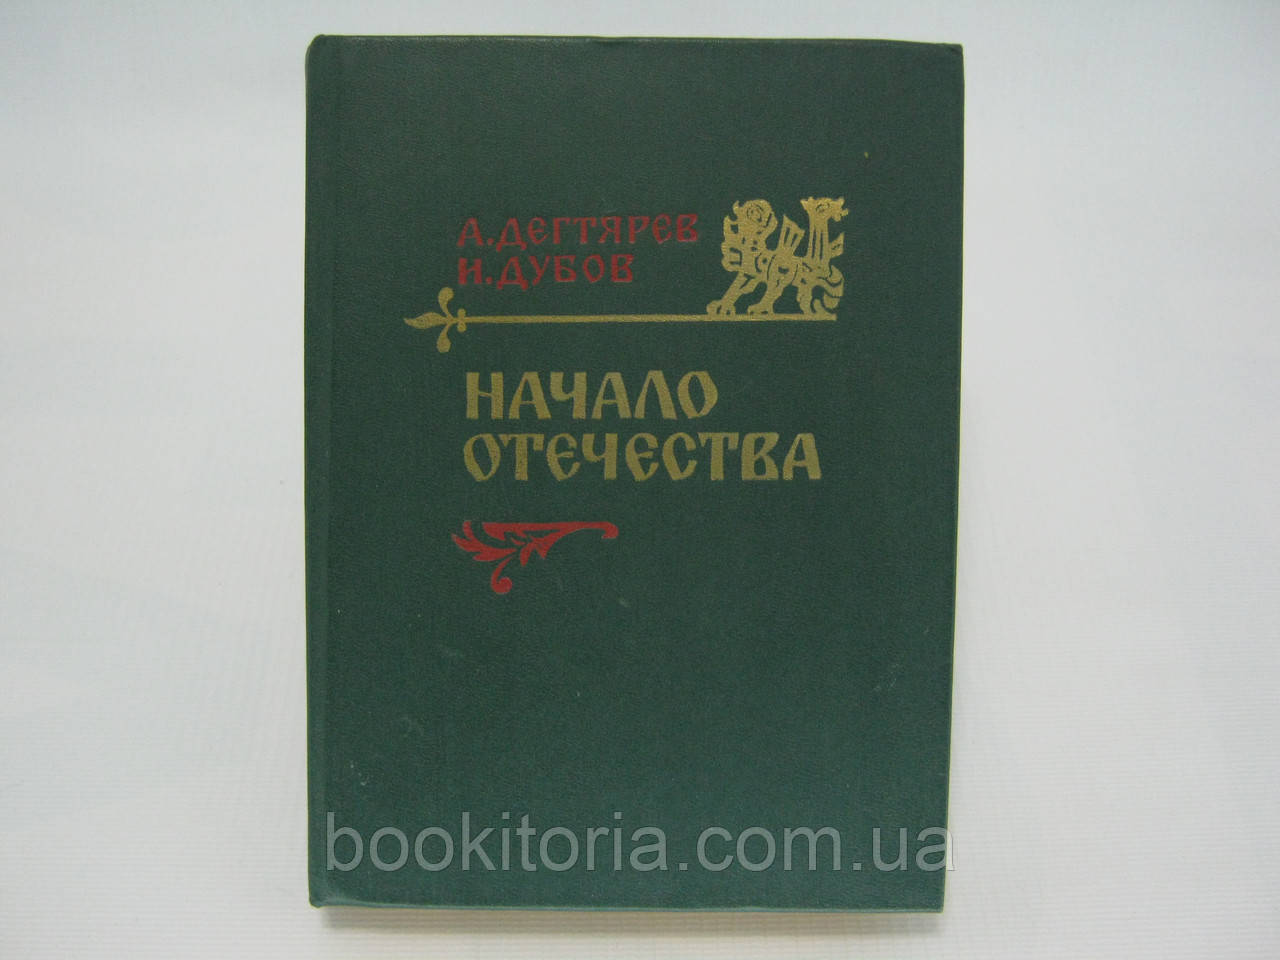 А.ДЕГТЯРЕВ
И.ДУБОВ
НАЧАЛО
ОТЕЧЕСТВА
bookitoria.com.ua